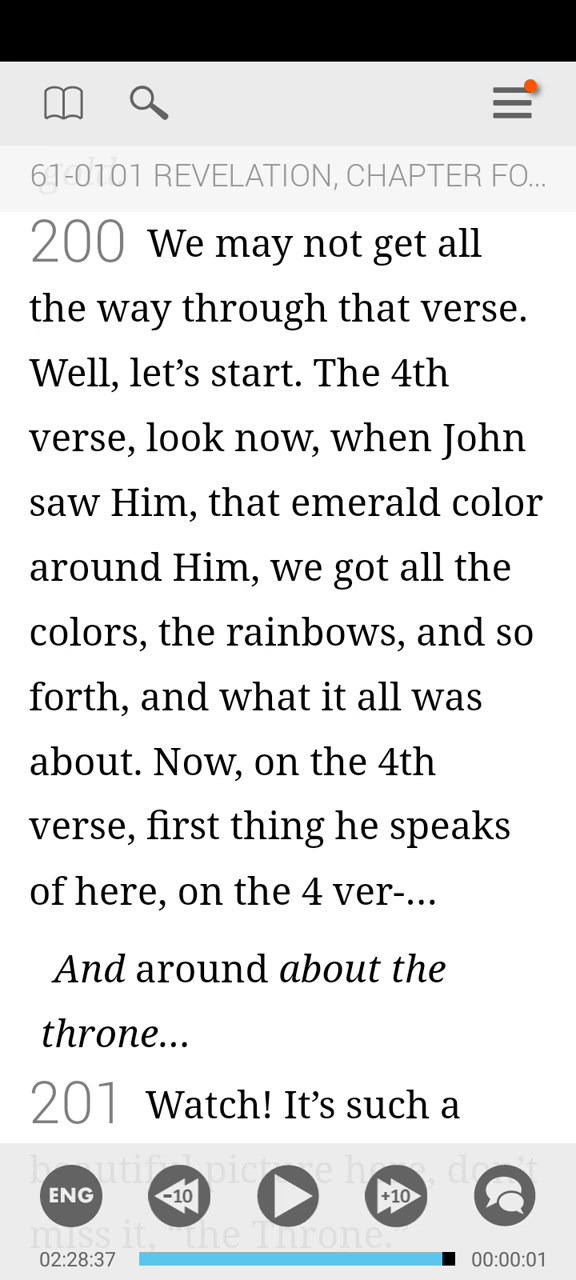 gold
61-0101 REVELATION, CHAPTER FO...
200 We may not get all
the way through that verse.
Well, let’s start. The 4th
verse, look now, when John
saw Him, that emerald color
around Him, we got all the
colors, the rainbows, and so
forth, and what it all was
about. Now, on the 4th
verse, first thing he speaks
of here, on the 4 ver-...
And around about the
throne...
201 Watch! It’s such a
beautiful picture here, don’t
miss it, “the Throne.”
ENG -10 +10
02:28:37 00:00:01